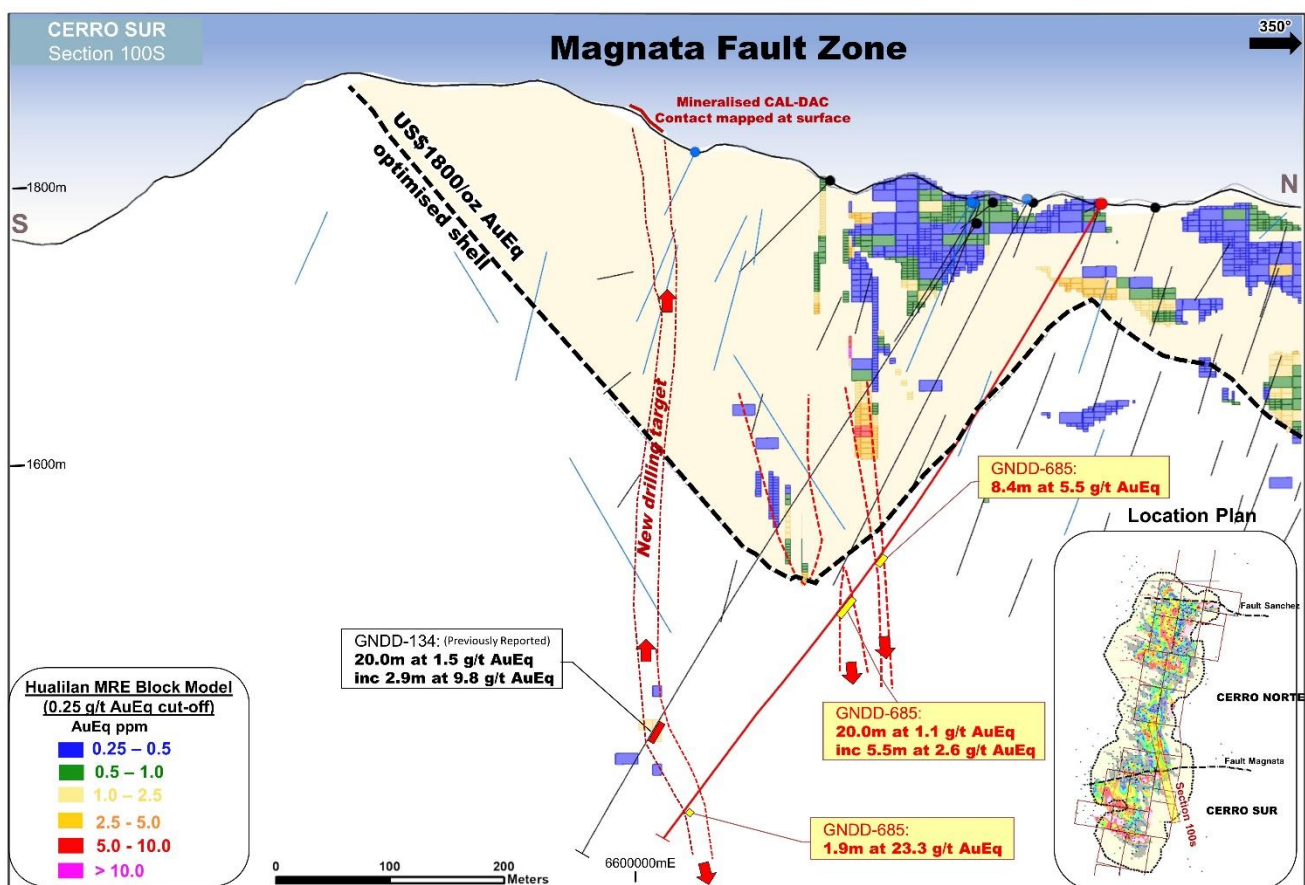 CERRO SUR
Section 100S
Magnata Fault Zone
350°
Mineralised CAL-DAC
Contact mapped at surface
US$1800/oz AuEq
optimised shell
1800m
S
N
New drilling target
1600m
GNDD-685:
8.4m at 5.5 g/t AuEq
Location Plan
Fault Sanchez
CERRO NORTE
Fault Magnata
CERRO SUR
Section 100s
GNDD-134: (Previously Reported)
20.0m at 1.5 g/t AuEq
inc 2.9m at 9.8 g/t AuEq
GNDD-685:
20.0m at 1.1 g/t AuEq
inc 5.5m at 2.6 g/t AuEq
GNDD-685:
1.9m at 23.3 g/t AuEq
Hualilan MRE Block Model
(0.25 g/t AuEq cut-off)
AuEq ppm
0.25 – 0.5
0.5 – 1.0
1.0 – 2.5
2.5 - 5.0
5.0 - 10.0
> 10.0
0 100 200
Meters
6600000mE